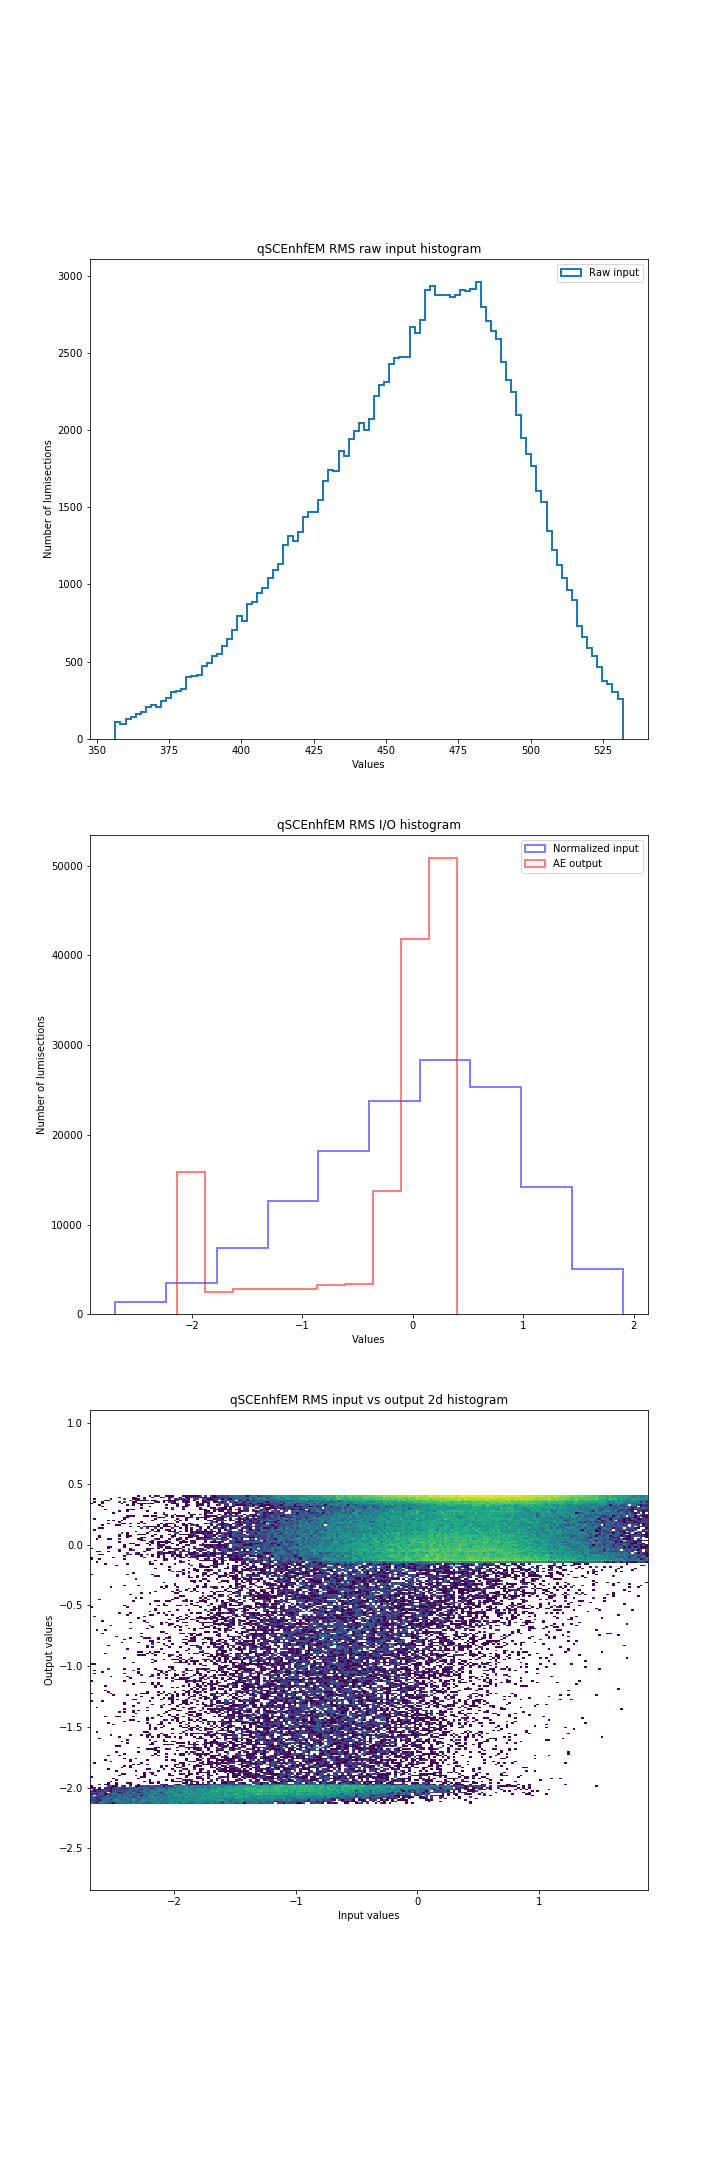 qSCEnhfEM RMS raw input histogram
Raw input
3000
2500
2000
1500
1000
500
0
Number of lumisections
350 375 400 425 450 475 500 525
Values
qSCEnhfEM RMS I/O histogram
Normalized input
AE output
50000
40000
30000
20000
10000
0
Number of lumisections
−2 −1 0 1 2
Values
qSCEnhfEM RMS input vs output 2d histogram
1.0
0.5
0.0
−0.5
−1.0
−1.5
−2.0
−2.5
Output values
−2 −1 0 1
Input values